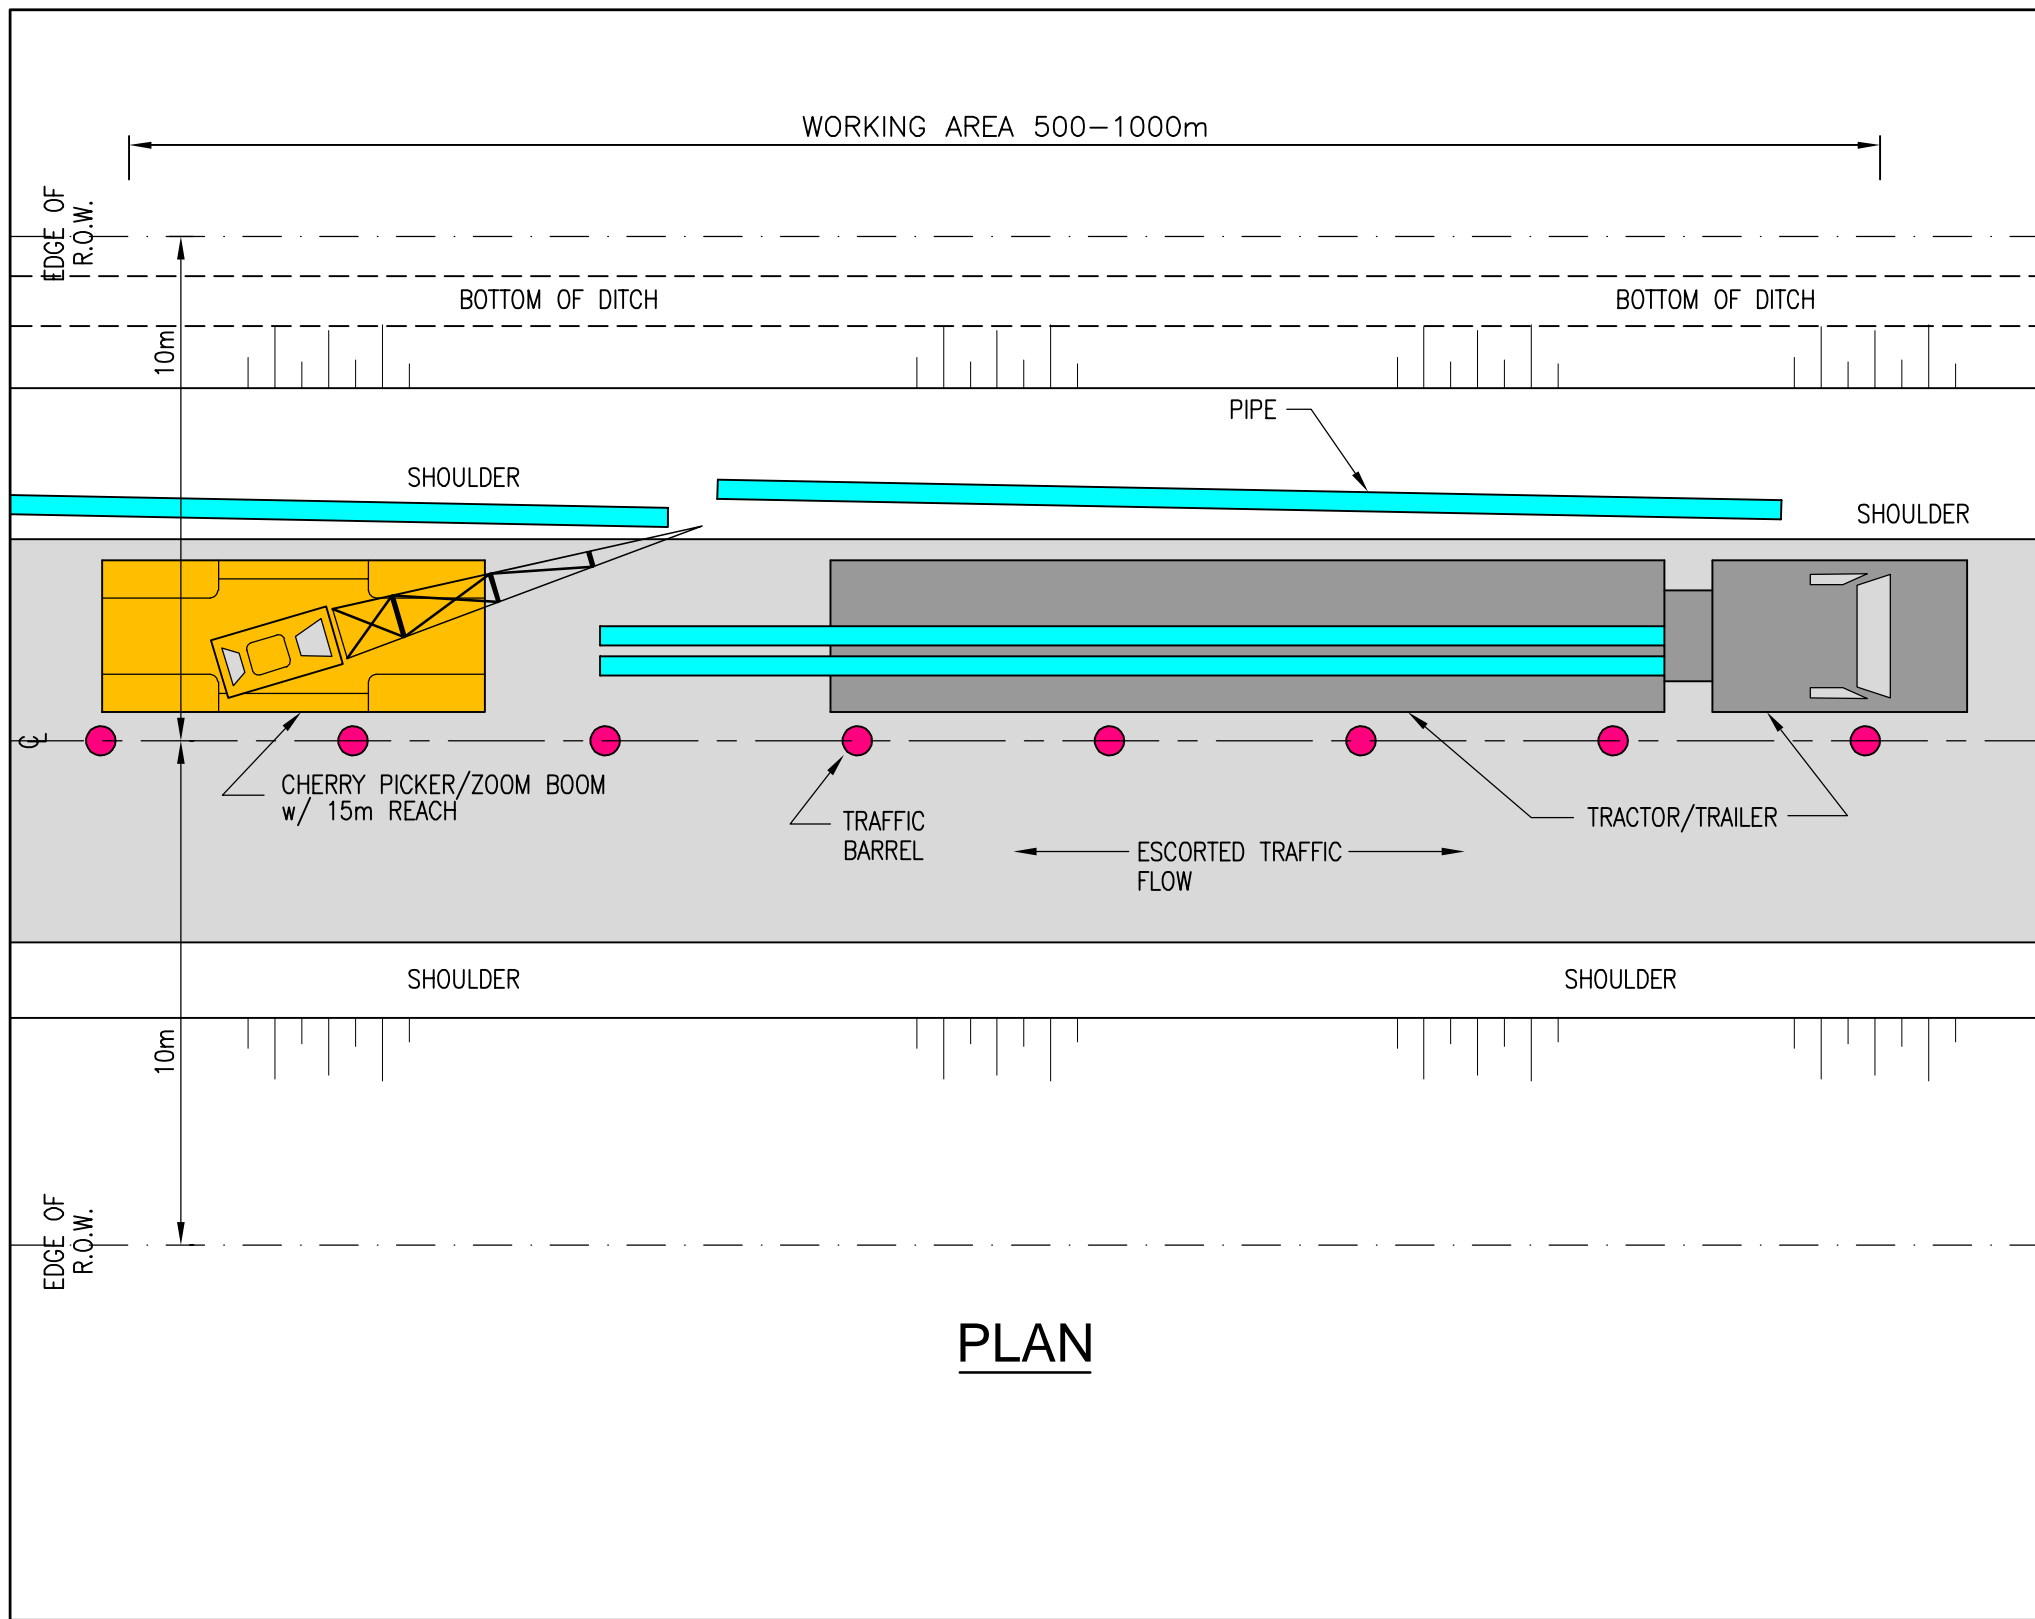 WORKING AREA 500-1000m
EDGE OF
R.O.W.
BOTTOM OF DITCH
BOTTOM OF DITCH
10m
PIPE
SHOULDER
SHOULDER
℄
CHERRY PICKER/ZOOM BOOM
w/ 15m REACH
TRAFFIC
BARREL
TRACTOR/TRAILER
ESCORTED TRAFFIC
FLOW
SHOULDER
SHOULDER
10m
EDGE OF
R.O.W.
PLAN